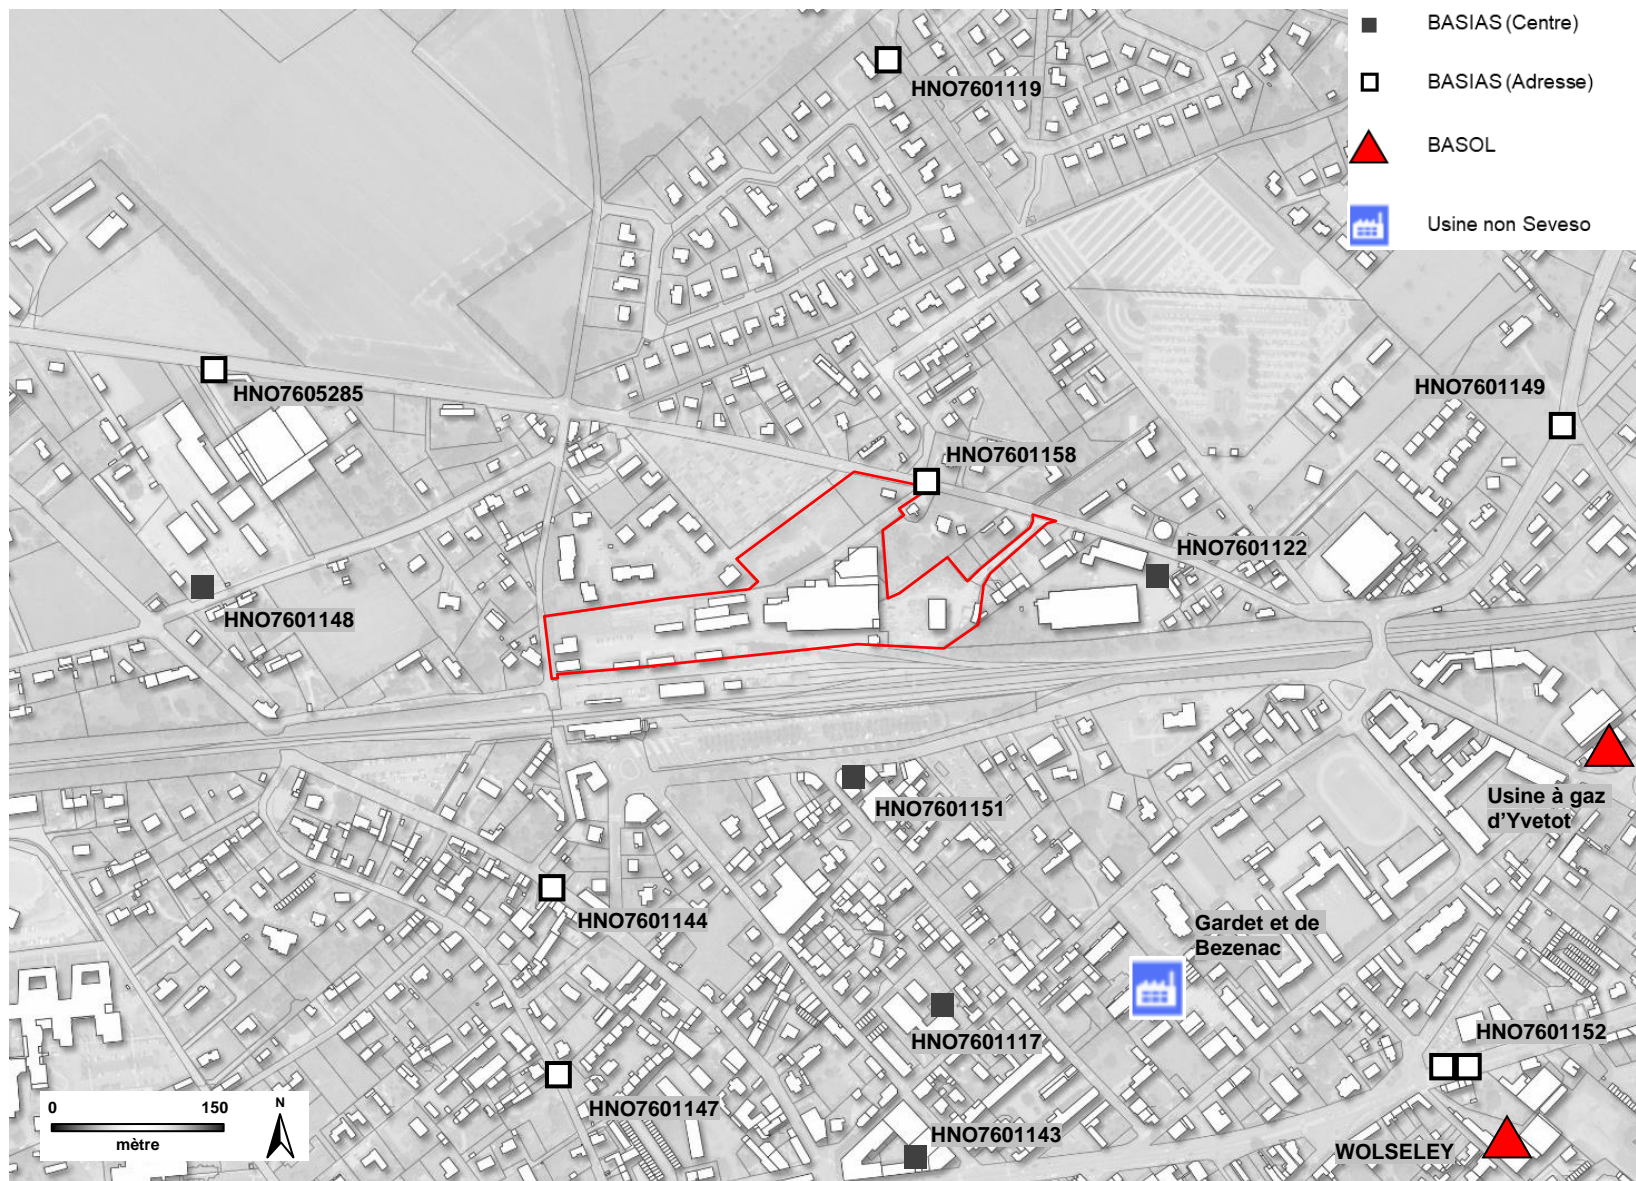 BASIAS (Centre)
BASIAS (Adresse)
BASOL
Usine non Seveso
HNO7601119
HNO7605285
HNO7601149
HNO7601158
HNO7601122
HNO7601148
HNO7601151
Usine à gaz
d'Yvetot
HNO7601144
Gardet et de
Bezenac
HNO7601117
HNO7601152
HNO7601147
HNO7601143
WOLSELEY
0 150
mètre
N